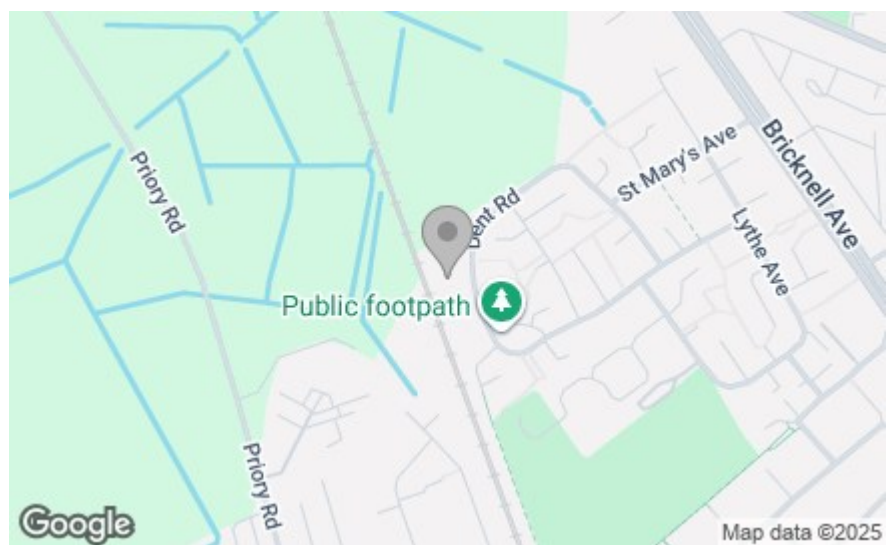 Priory Rd
Dent Rd
St Mary's Ave
Bricknell Ave
Lythe Ave
Public footpath
Priory Rd
Google
Map data ©2025